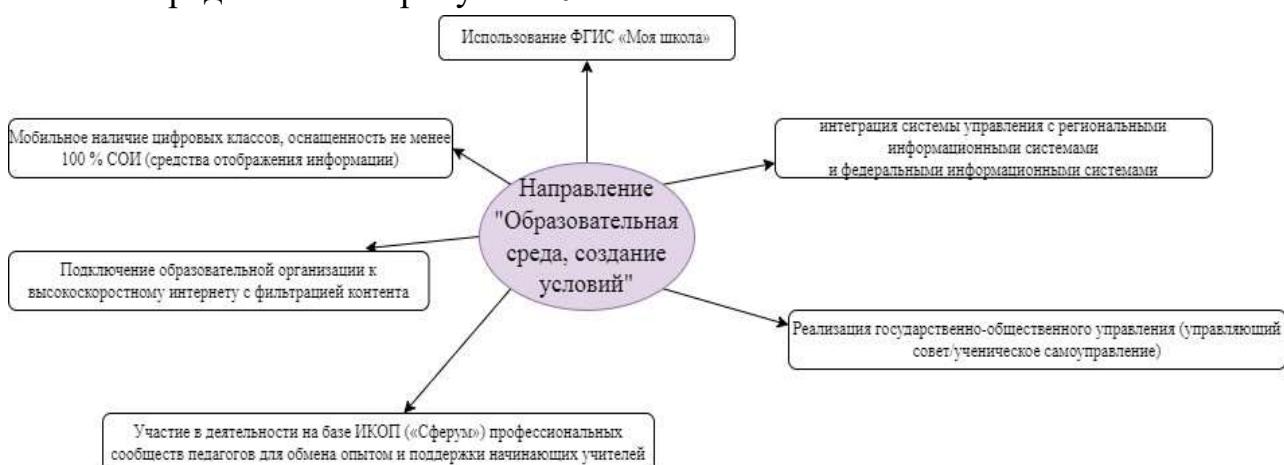 Использование ФГИС «Моя школа»
Мобильное наличие цифровых классов, оснащенность не менее
100 % СОИ (средства отображения информации)
интеграция системы управления с региональными
информационными системами
и федеральными информационными системами
Направление
"Образовательная
среда, создание
условий"
Подключение образовательной организации к
высокоскоростному интернету с фильтрацией контента
Реализация государственно-общественного управления (управляющий
совет/ученическое самоуправление)
Участие в деятельности на базе ИКОП («Сферум») профессиональных
сообществ педагогов для обмена опытом и поддержки начинающих учителей